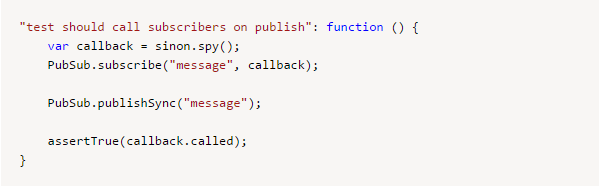 "test should call subscribers on publish": function () {
    var callback = sinon.spy();
    PubSub.subscribe("message", callback);

    PubSub.publishSync("message");

    assertTrue(callback.called);
}